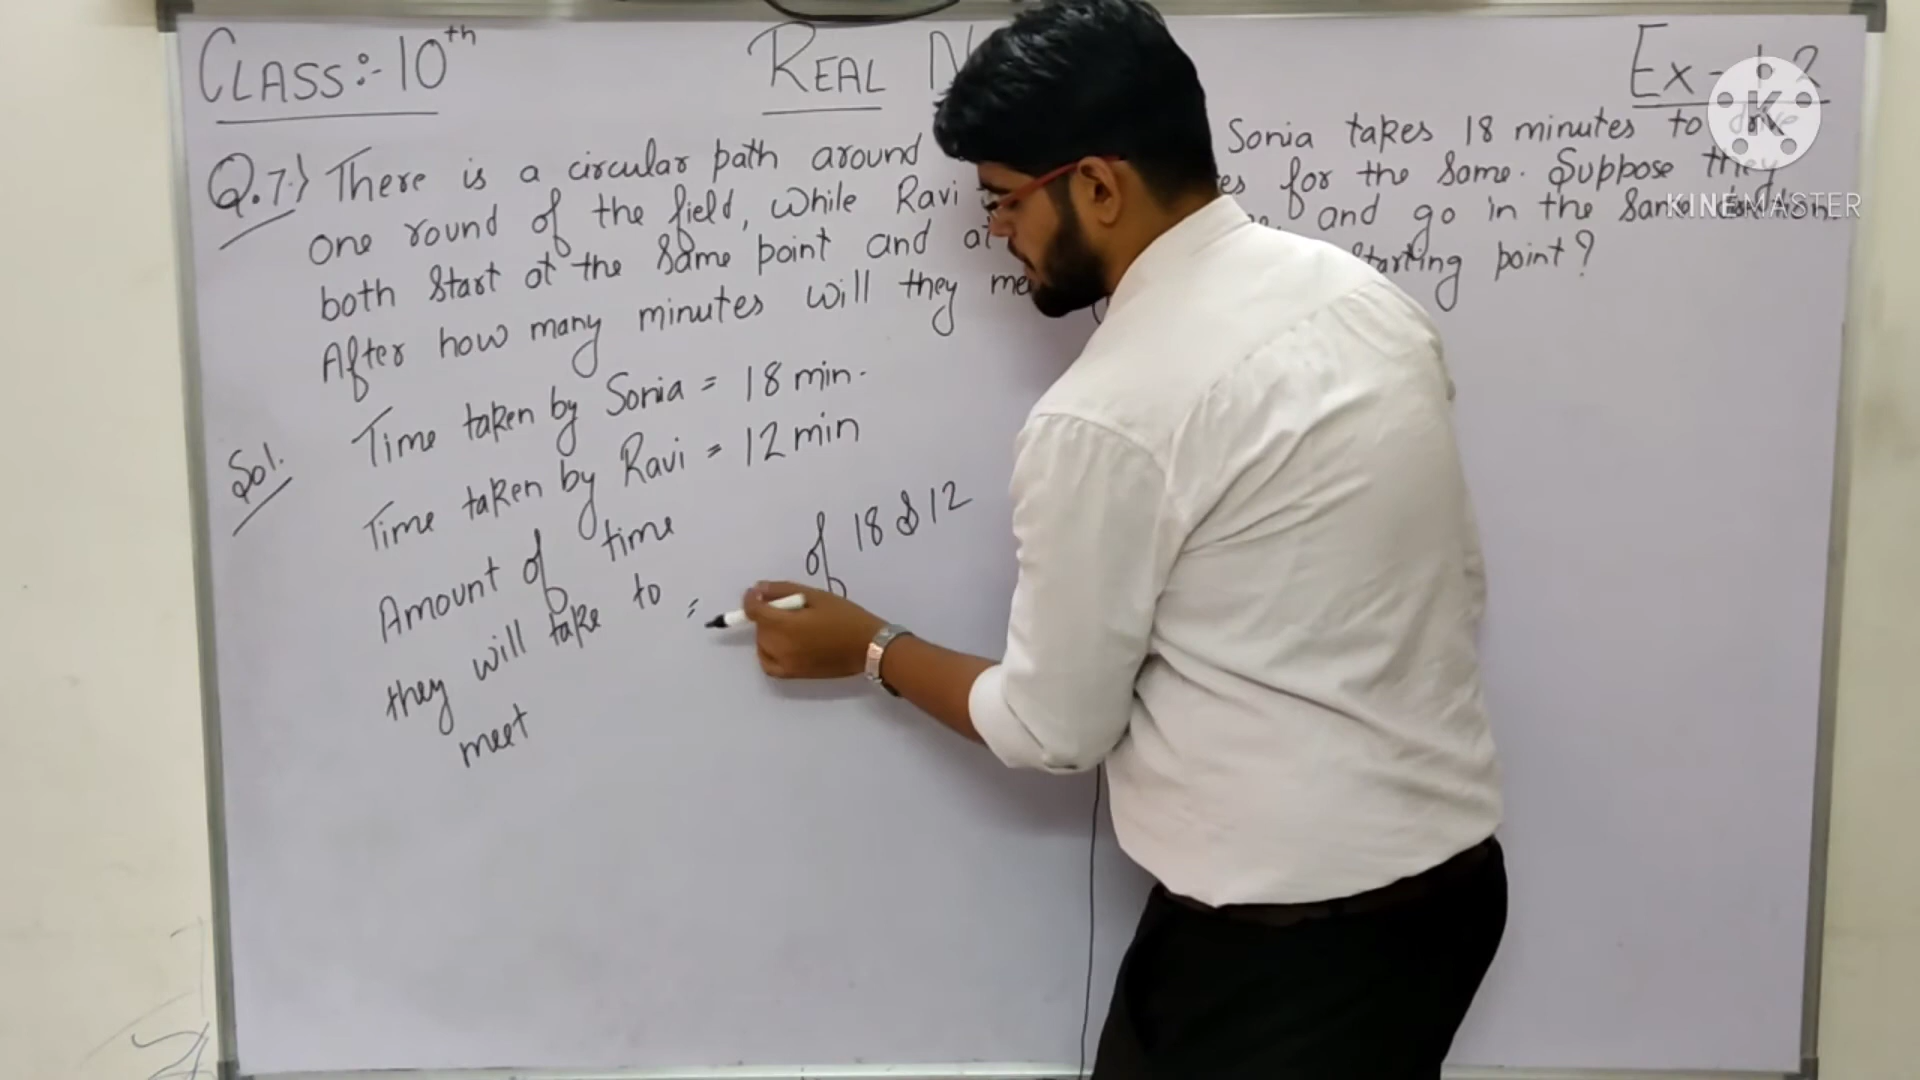 CLASS:- 10th
REAL
Ex - 1.2
Q.7.) There is a circular path around Sonia takes 18 minutes to drive
one round of the field, while Ravi for the same. Suppose they
both start at the same point and at and go in the same
After how many minutes will they starting point?
Sol. Time taken by Sonia = 18 min.
Time taken by Ravi = 12 min
Amount of time
they will take to = of 18 & 12
meet
K
KINEMASTER